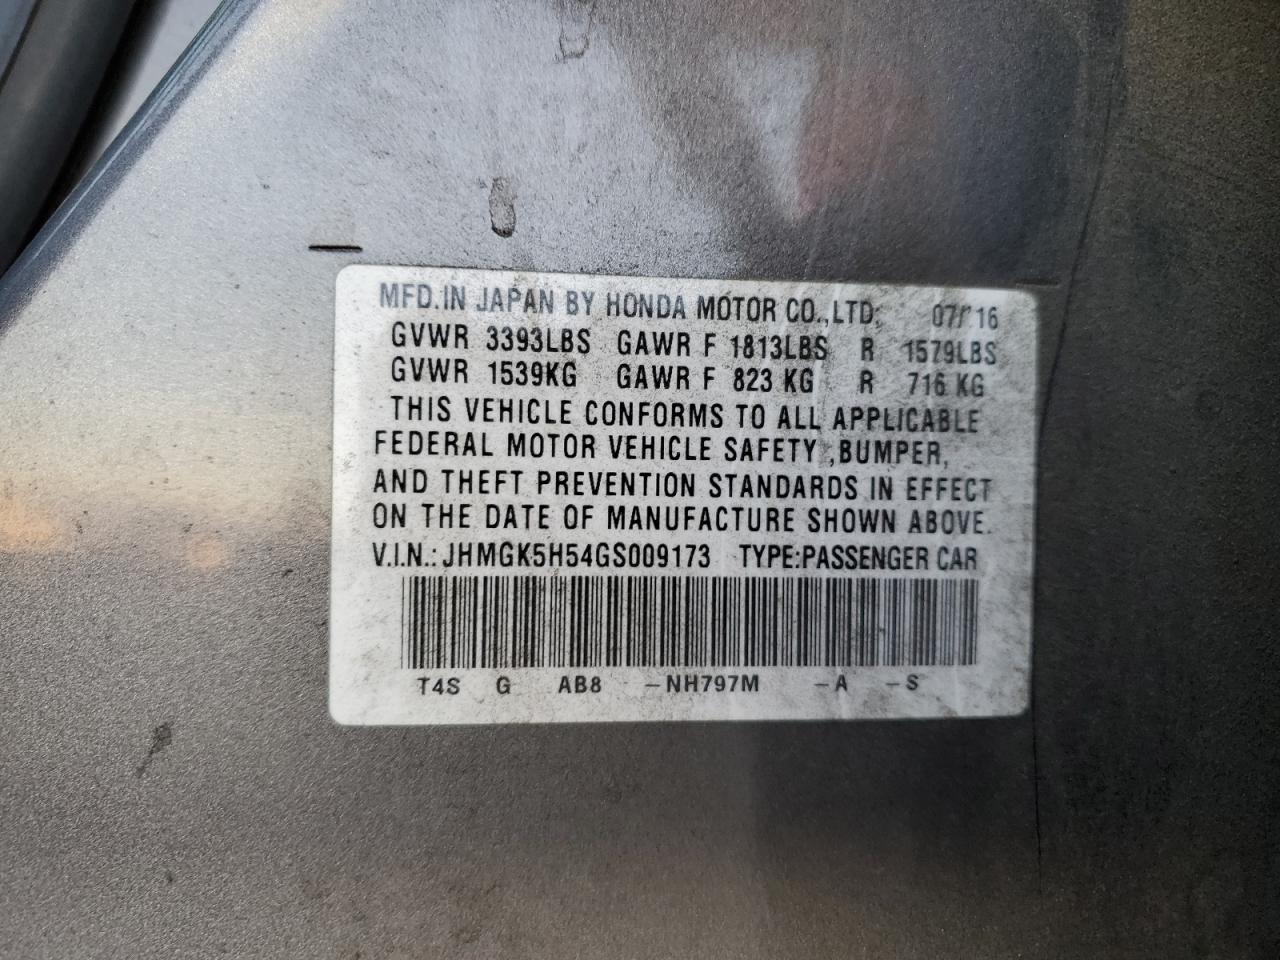 MFD.IN JAPAN BY HONDA MOTOR CO.,LTD. 07/'16
GVWR 3393LBS GAWR F 1813LBS R 1579LBS
GVWR 1539KG GAWR F 823 KG R 716 KG
THIS VEHICLE CONFORMS TO ALL APPLICABLE
FEDERAL MOTOR VEHICLE SAFETY ,BUMPER,
AND THEFT PREVENTION STANDARDS IN EFFECT
ON THE DATE OF MANUFACTURE SHOWN ABOVE.
V.I.N.: JHMGK5H54GS009173 TYPE:PASSENGER CAR
T4S G AB8 -NH797M -A -S